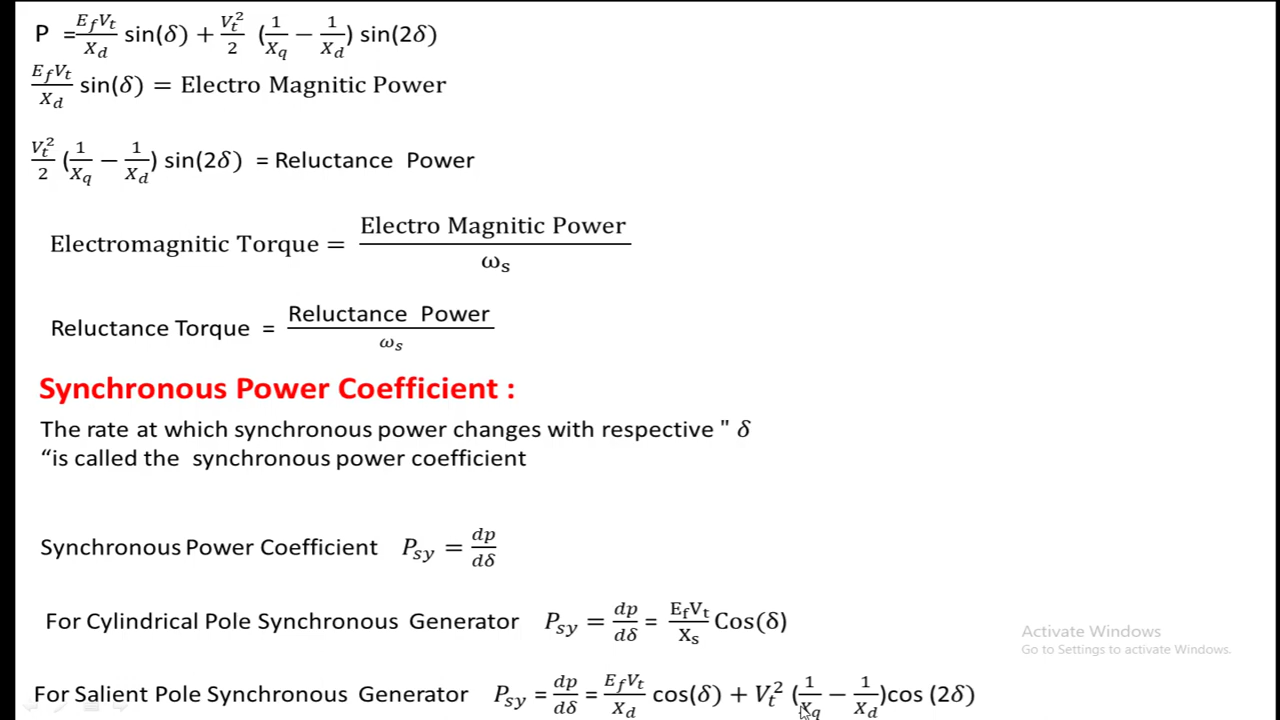 P = E_f V_t / X_d sin(δ) + V_t² / 2 (1/X_q − 1/X_d) sin(2δ)
E_f V_t / X_d sin(δ) = Electro Magnitic Power
V_t² / 2 (1/X_q − 1/X_d) sin(2δ) = Reluctance Power
Electromagnitic Torque = Electro Magnitic Power / ω_s
Reluctance Torque = Reluctance Power / ω_s
Synchronous Power Coefficient :
The rate at which synchronous power changes with respective " δ
“is called the synchronous power coefficient
Synchronous Power Coefficient P_sy = dp/dδ
For Cylindrical Pole Synchronous Generator P_sy = dp/dδ = E_f V_t / X_s Cos(δ)
Activate Windows
Go to Settings to activate Windows.
For Salient Pole Synchronous Generator P_sy = dp/dδ = E_f V_t / X_d cos(δ) + V_t² (1/X_q − 1/X_d)cos (2δ)